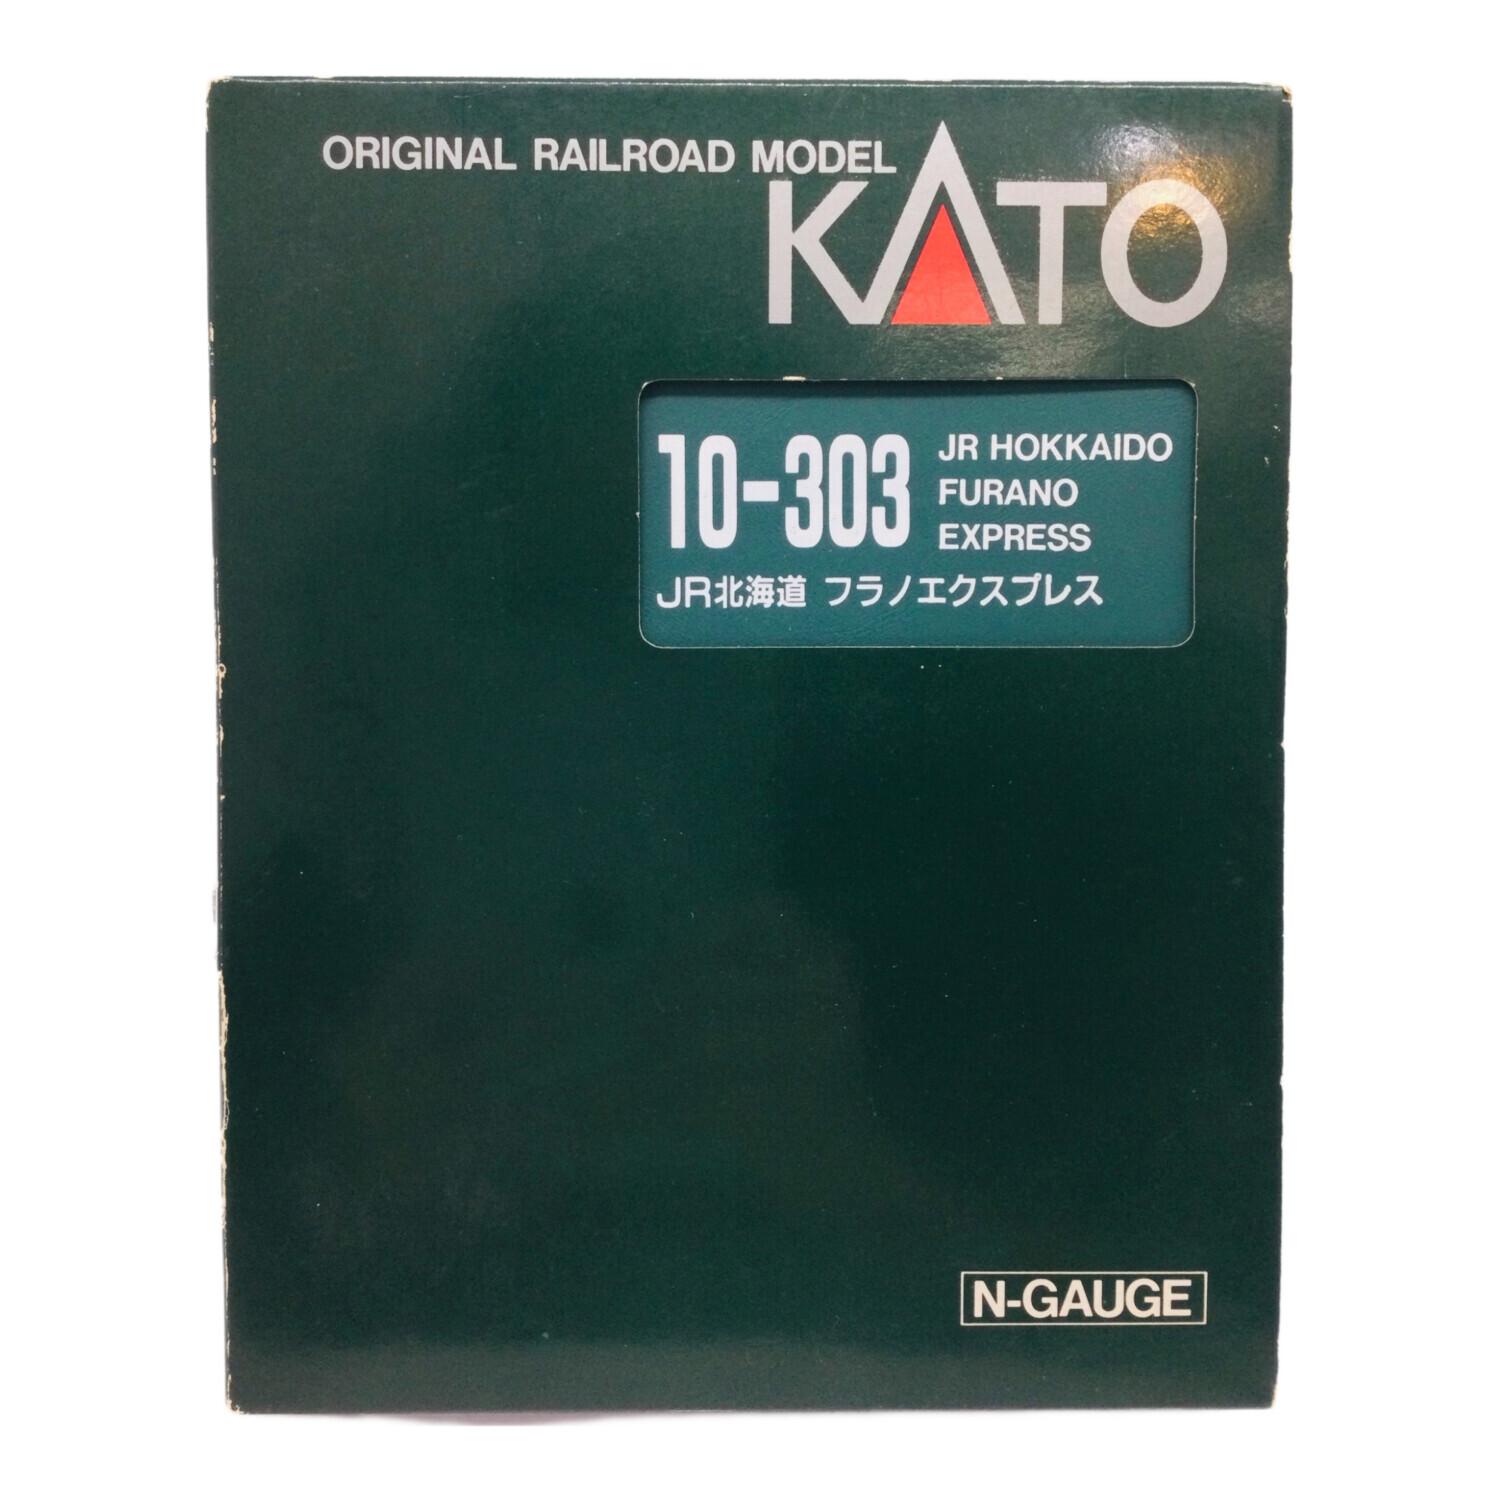 ORIGINAL RAILROAD MODEL
KATO
10-303
JR HOKKAIDO
FURANO
EXPRESS
JR北海道 フラノエクスプレス
N-GAUGE